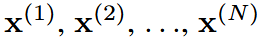 x⁽¹⁾, x⁽²⁾, …, x⁽ᴺ⁾